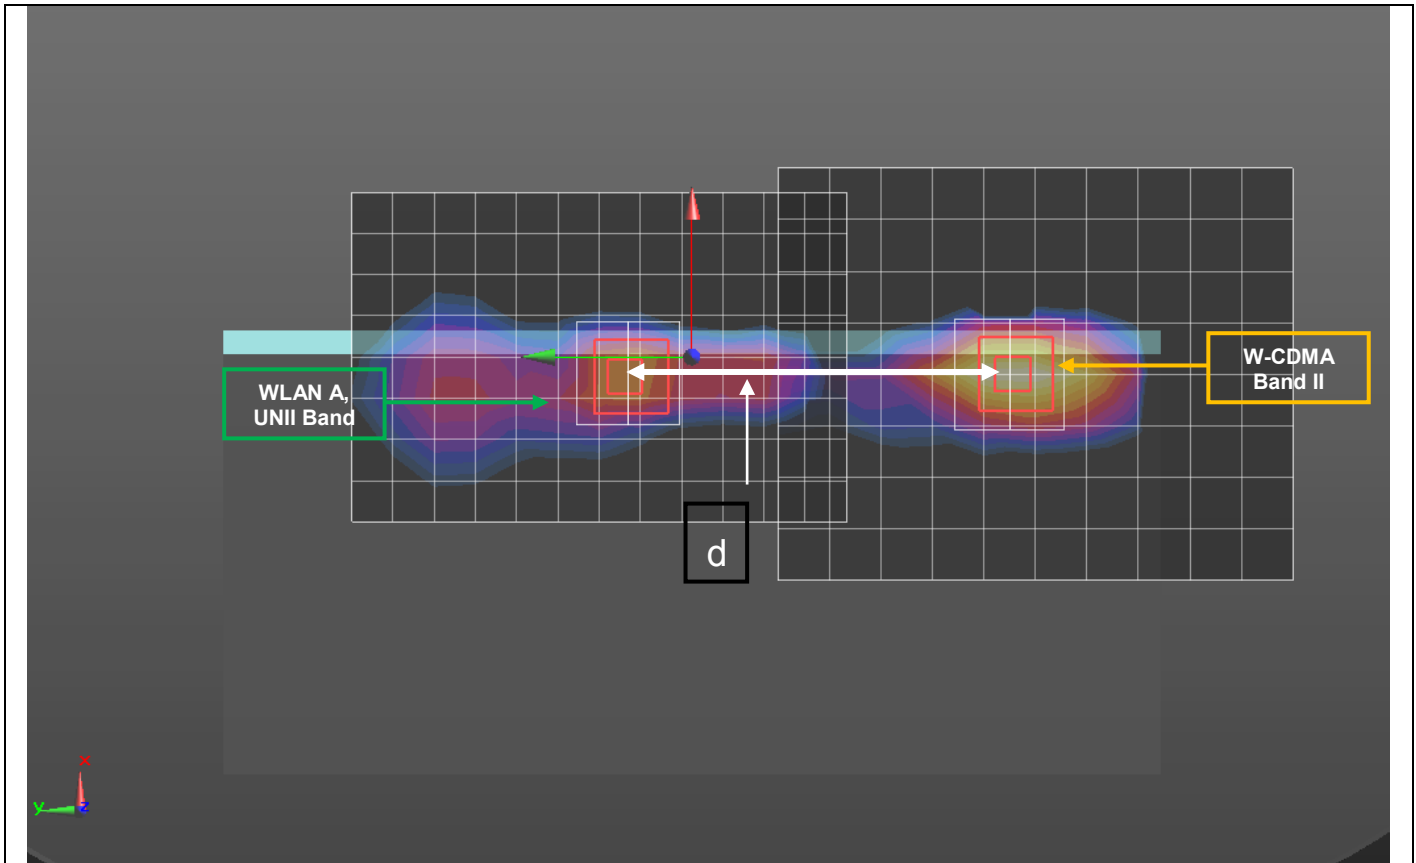 WLAN A,
UNII Band
W-CDMA
Band II
d
x
y
z